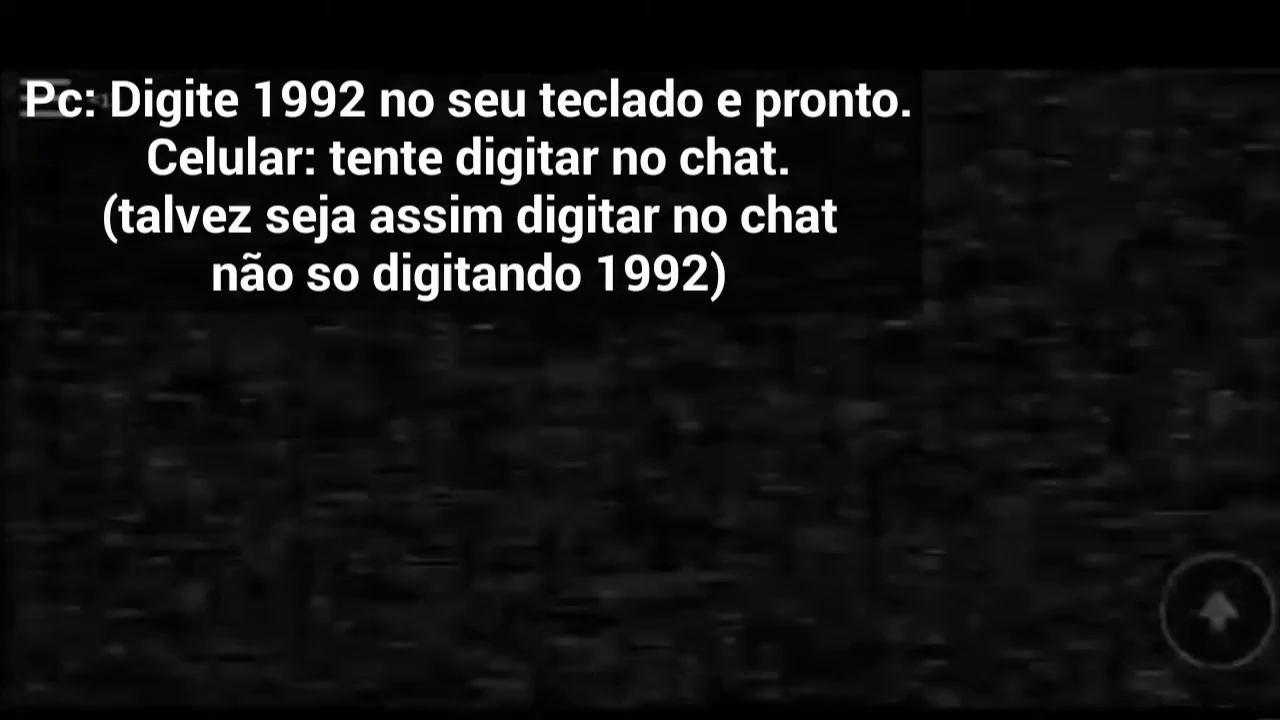 Pc: Digite 1992 no seu teclado e pronto.
Celular: tente digitar no chat.
(talvez seja assim digitar no chat
não so digitando 1992)